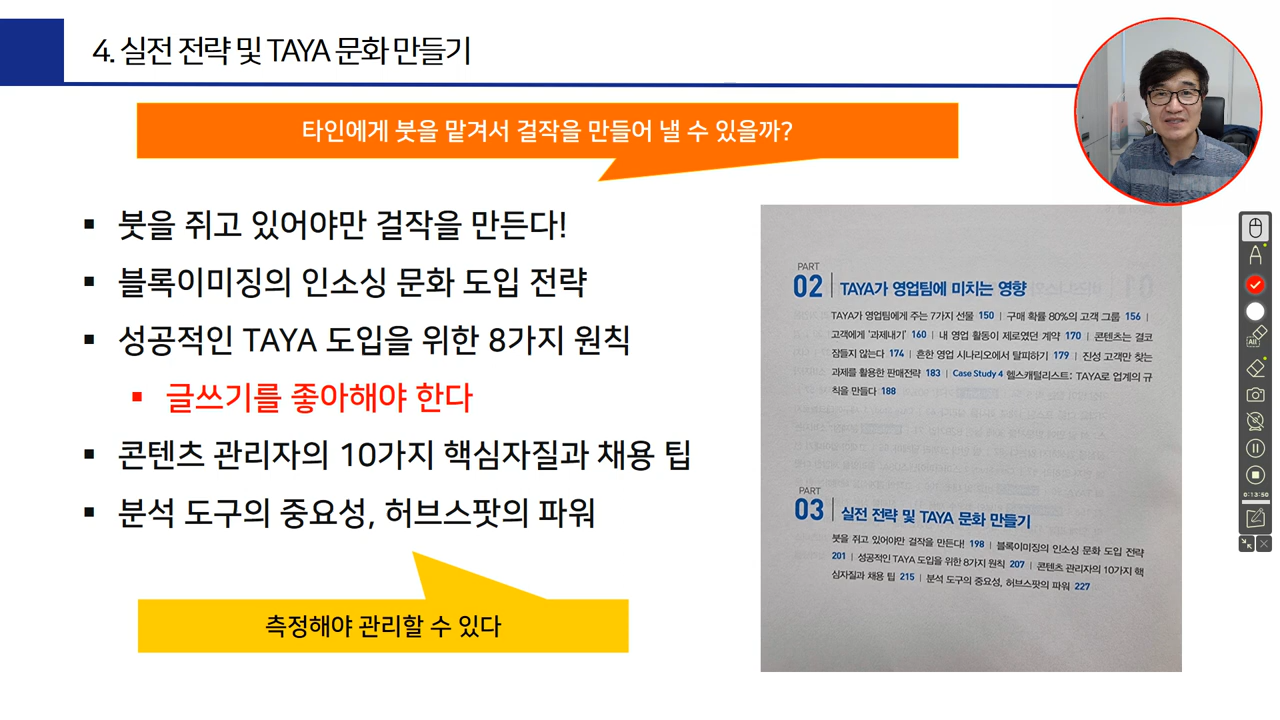 4. 실전 전략 및 TAYA 문화 만들기
타인에게 붓을 맡겨서 걸작을 만들어 낼 수 있을까?
▪ 붓을 쥐고 있어야만 걸작을 만든다!
▪ 블록이미징의 인소싱 문화 도입 전략
▪ 성공적인 TAYA 도입을 위한 8가지 원칙
▪ 글쓰기를 좋아해야 한다
▪ 콘텐츠 관리자의 10가지 핵심자질과 채용 팁
▪ 분석 도구의 중요성, 허브스팟의 파워
측정해야 관리할 수 있다
PART
02 TAYA가 영업팀에 미치는 영향
TAYA가 영업팀에게 주는 7가지 선물 150 | 구매 확률 80%의 고객 그룹 156 |
고객에게 '과제내기' 160 | 내 영업 활동이 제로였던 계약 170 | 콘텐츠는 결코
잠들지 않는다 174 | 흔한 영업 시나리오에서 탈피하기 179 | 진성 고객만 찾는
과제를 활용한 판매전략 183 | Case Study 4 헬스캐털리스트: TAYA로 업계의 규
칙을 만들다 188
PART
03 실전 전략 및 TAYA 문화 만들기
붓을 쥐고 있어야만 걸작을 만든다! 198 | 블록이미징의 인소싱 문화 도입 전략
201 | 성공적인 TAYA 도입을 위한 8가지 원칙 207 | 콘텐츠 관리자의 10가지 핵
심자질과 채용 팁 215 | 분석 도구의 중요성, 허브스팟의 파워 227
A
AB
0:13:50